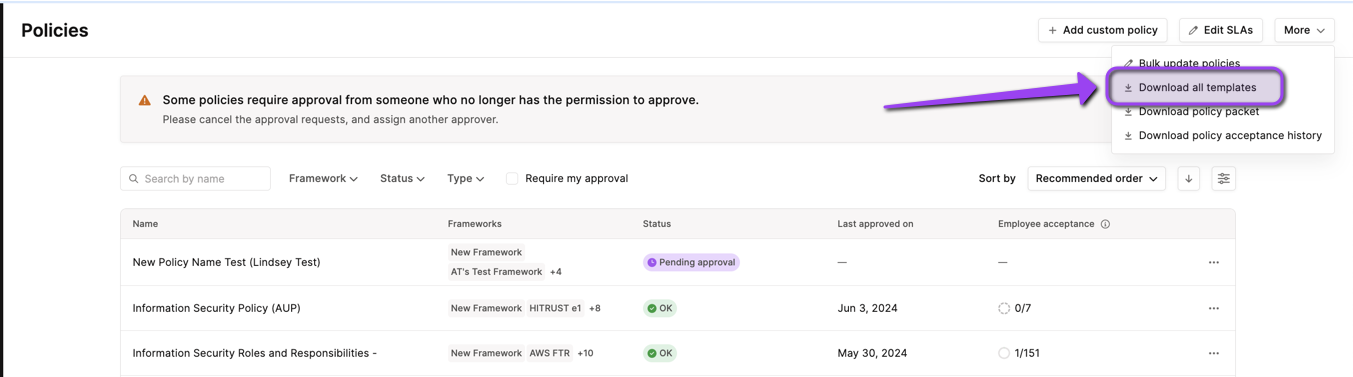 Policies
+ Add custom policy
Edit SLAs
More
Bulk update policies
Download all templates
Download policy packet
Download policy acceptance history
Some policies require approval from someone who no longer has the permission to approve.
Please cancel the approval requests, and assign another approver.
Search by name
Framework
Status
Type
Require my approval
Sort by
Recommended order
Name
Frameworks
Status
Last approved on
Employee acceptance
New Policy Name Test (Lindsey Test)
New Framework
AT's Test Framework +4
Pending approval
—
—
Information Security Policy (AUP)
New Framework HITRUST e1 +8
OK
Jun 3, 2024
0/7
Information Security Roles and Responsibilities -
New Framework AWS FTR +10
OK
May 30, 2024
1/151